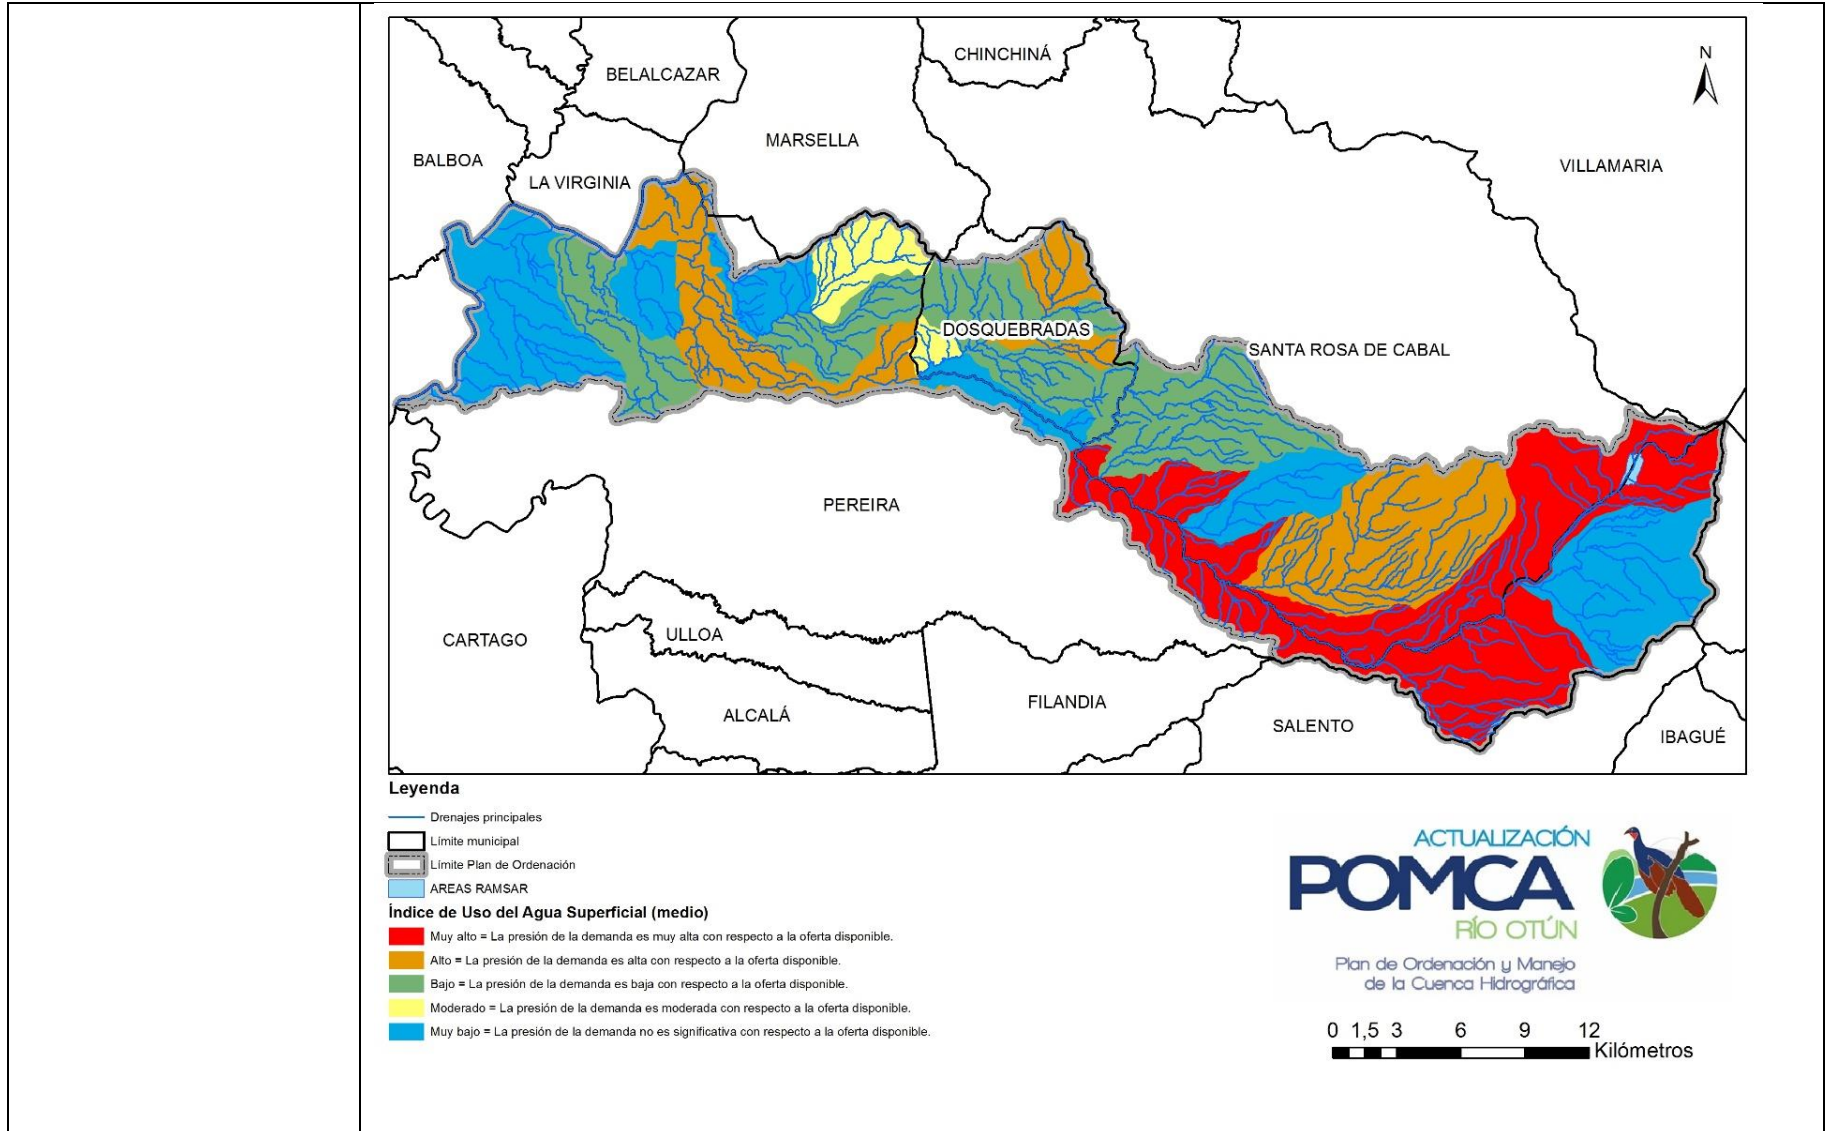 CHINCHINÁ
N
BELALCAZAR
MARSELLA
BALBOA
VILLAMARIA
LA VIRGINIA
DOSQUEBRADAS
SANTA ROSA DE CABAL
PEREIRA
CARTAGO
ULLOA
FILANDIA
ALCALÁ
SALENTO
IBAGUÉ
Leyenda
Drenajes principales
Límite municipal
Límite Plan de Ordenación
AREAS RAMSAR
Índice de Uso del Agua Superficial (medio)
Muy alto = La presión de la demanda es muy alta con respecto a la oferta disponible.
Alto = La presión de la demanda es alta con respecto a la oferta disponible.
Bajo = La presión de la demanda es baja con respecto a la oferta disponible.
Moderado = La presión de la demanda es moderada con respecto a la oferta disponible.
Muy bajo = La presión de la demanda no es significativa con respecto a la oferta disponible.
ACTUALIZACIÓN
POMCA
RÍO OTÚN
Plan de Ordenación y Manejo
de la Cuenca Hidrográfica
0 1,5 3 6 9 12
Kilómetros